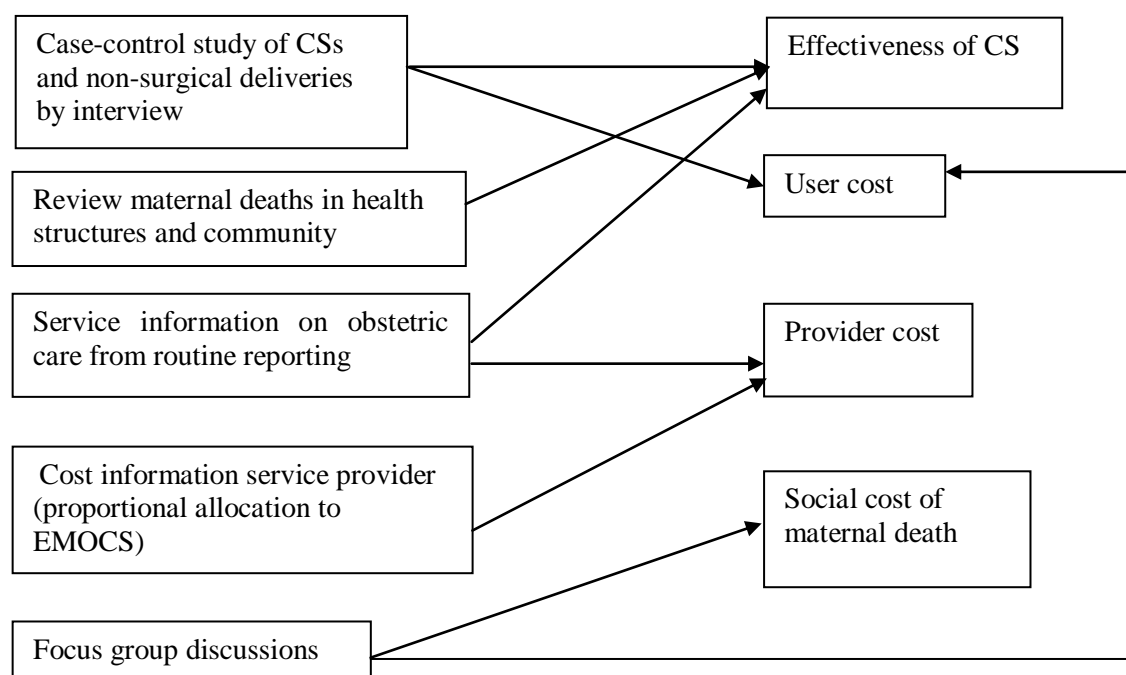 Case-control study of CSs
and non-surgical deliveries
by interview
Effectiveness of CS
User cost
Review maternal deaths in health
structures and community
Service information on obstetric
care from routine reporting
Provider cost
Cost information service provider
(proportional allocation to
EMOCS)
Social cost of
maternal death
Focus group discussions